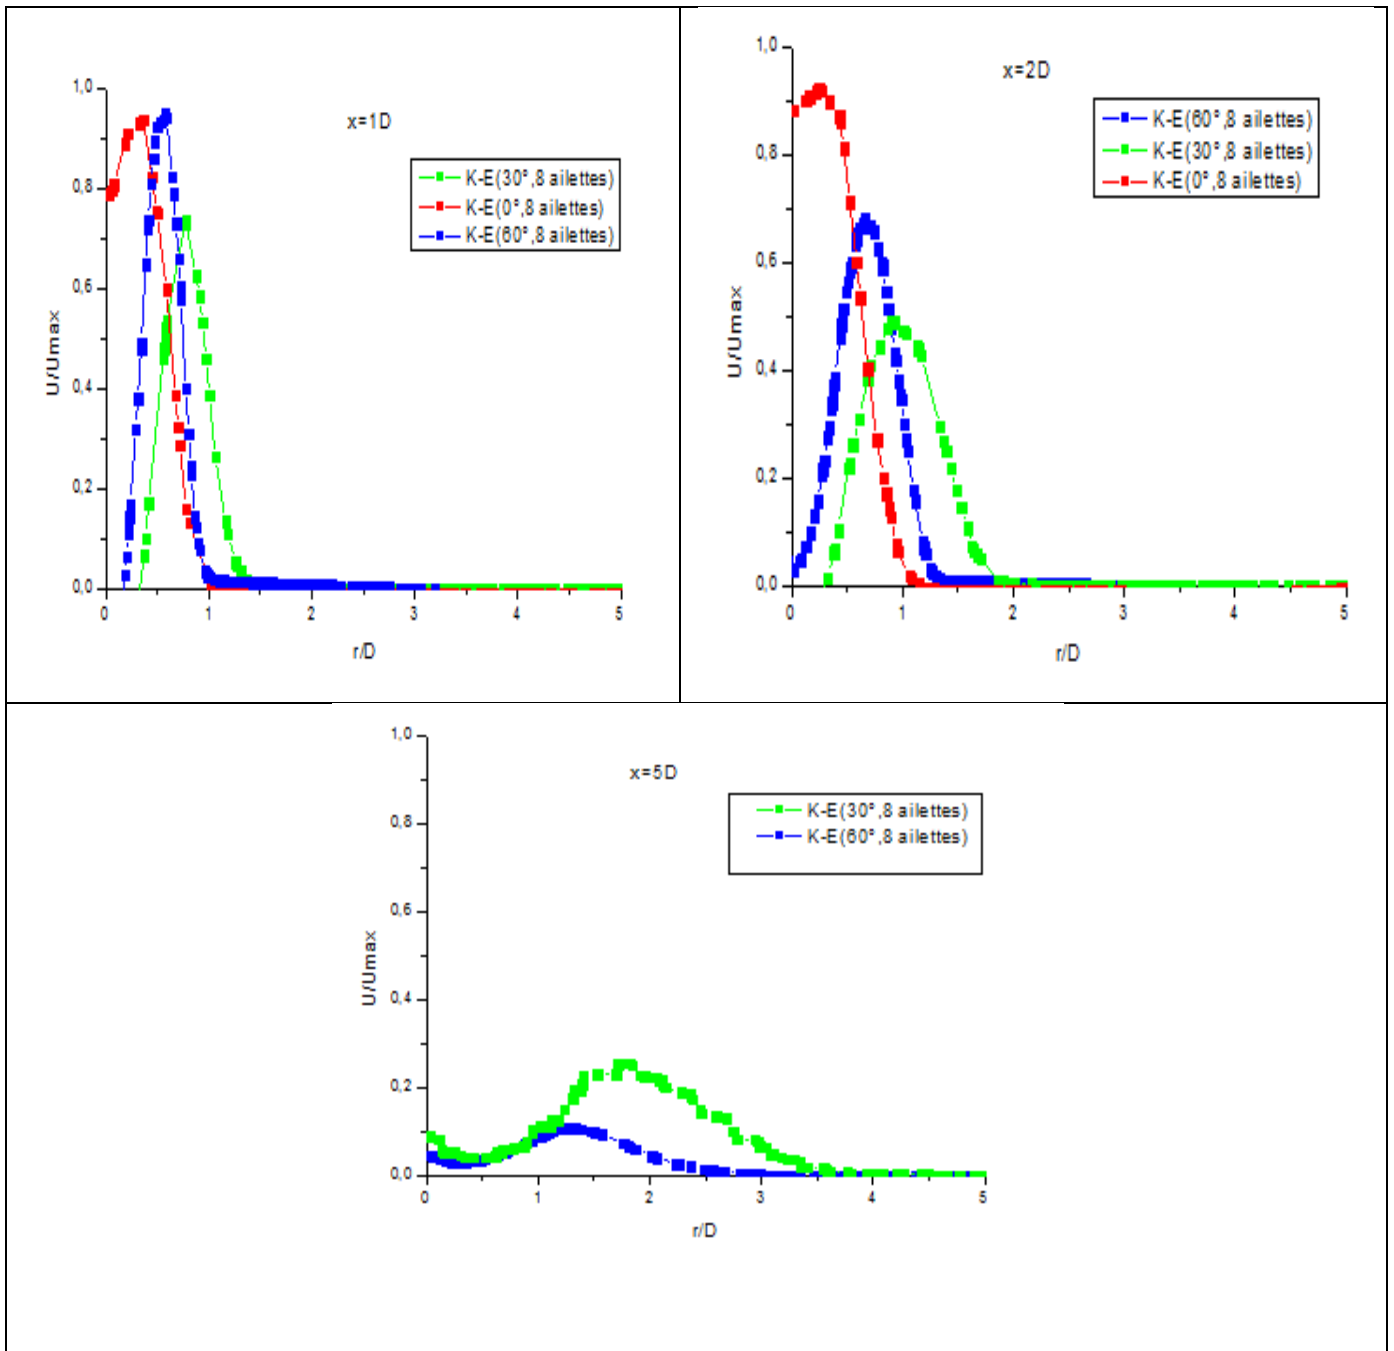 x=1D
1,0
0,8
0,6
0,4
0,2
0,0
U/Umax
K-E(30°,8 ailettes)
K-E(0°,8 ailettes)
K-E(60°,8 ailettes)
0 1 2 3 4 5
r/D
x=2D
1,0
0,8
0,6
0,4
0,2
0,0
U/Umax
K-E(60°,8 ailettes)
K-E(30°,8 ailettes)
K-E(0°,8 ailettes)
0 1 2 3 4 5
r/D
x=5D
1,0
0,8
0,6
0,4
0,2
0,0
U/Umax
K-E(30°,8 ailettes)
K-E(60°,8 ailettes)
0 1 2 3 4 5
r/D